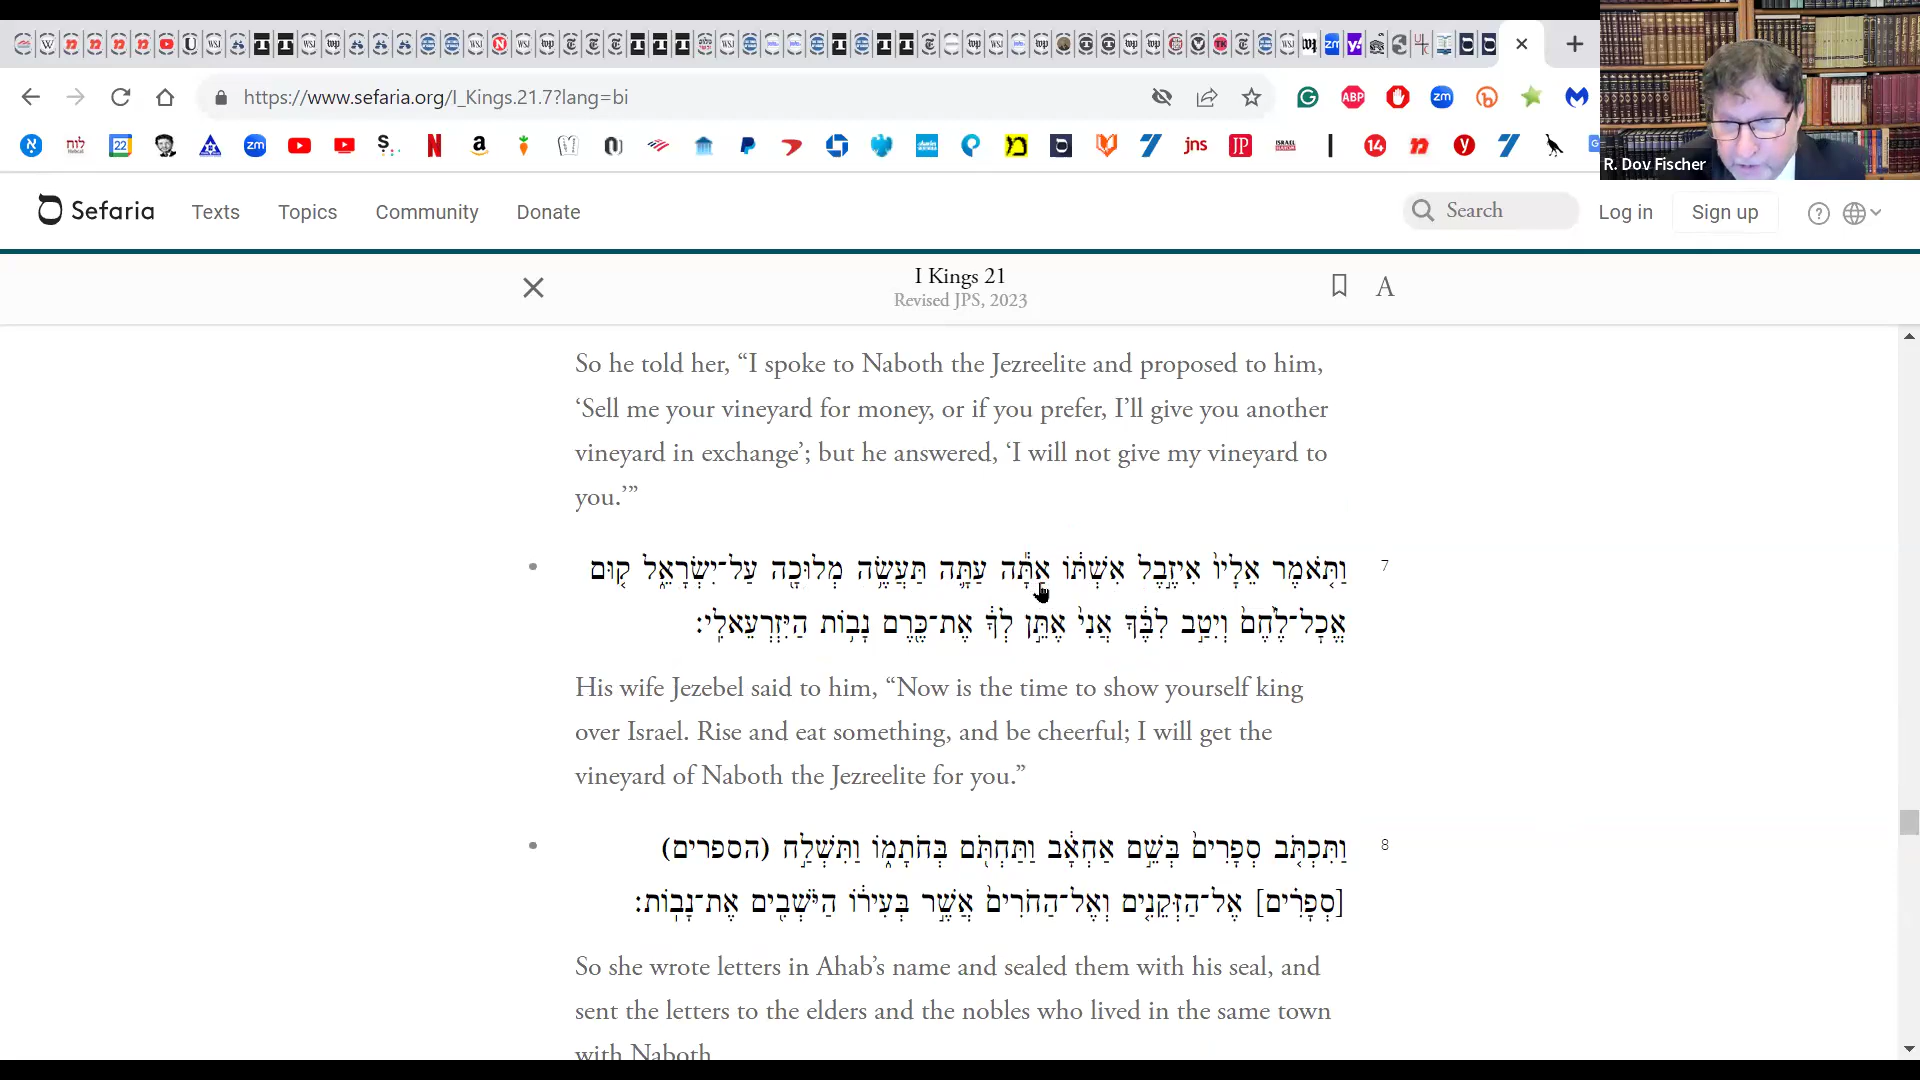 https://www.sefaria.org/I_Kings.21.7?lang=bi
R. Dov Fischer
Sefaria Texts Topics Community Donate Search Log in Sign up
I Kings 21
Revised JPS, 2023
A
So he told her, “I spoke to Naboth the Jezreelite and proposed to him,
‘Sell me your vineyard for money, or if you prefer, I’ll give you another
vineyard in exchange’; but he answered, ‘I will not give my vineyard to
you.’”
7
וַתֹּ֤אמֶר אֵלָיו֙ אִיזֶ֣בֶל אִשְׁתּ֔וֹ אַתָּ֕ה עַתָּ֛ה תַּעֲשֶׂ֥ה מְלוּכָ֖ה עַל־יִשְׂרָאֵ֑ל ק֤וּם
אֱכׇל־לֶ֙חֶם֙ וְיִטַ֣ב לִבֶּ֔ךָ אֲנִי֙ אֶתֵּ֣ן לְךָ֔ אֶת־כֶּ֖רֶם נָב֥וֹת הַיִּזְרְעֵאלִֽי׃
His wife Jezebel said to him, “Now is the time to show yourself king
over Israel. Rise and eat something, and be cheerful; I will get the
vineyard of Naboth the Jezreelite for you.”
8
וַתִּכְתֹּ֤ב סְפָרִים֙ בְּשֵׁ֣ם אַחְאָ֔ב וַתַּחְתֹּ֖ם בְּחֹתָמ֑וֹ וַתִּשְׁלַ֣ח (הספרים)
[סְפָרִ֗ים] אֶל־הַזְּקֵנִ֤ים וְאֶל־הַחֹרִים֙ אֲשֶׁ֣ר בְּעִיר֔וֹ הַיֹּשְׁבִ֖ים אֶת־נָבֽוֹת׃
So she wrote letters in Ahab’s name and sealed them with his seal, and
sent the letters to the elders and the nobles who lived in the same town
with Naboth